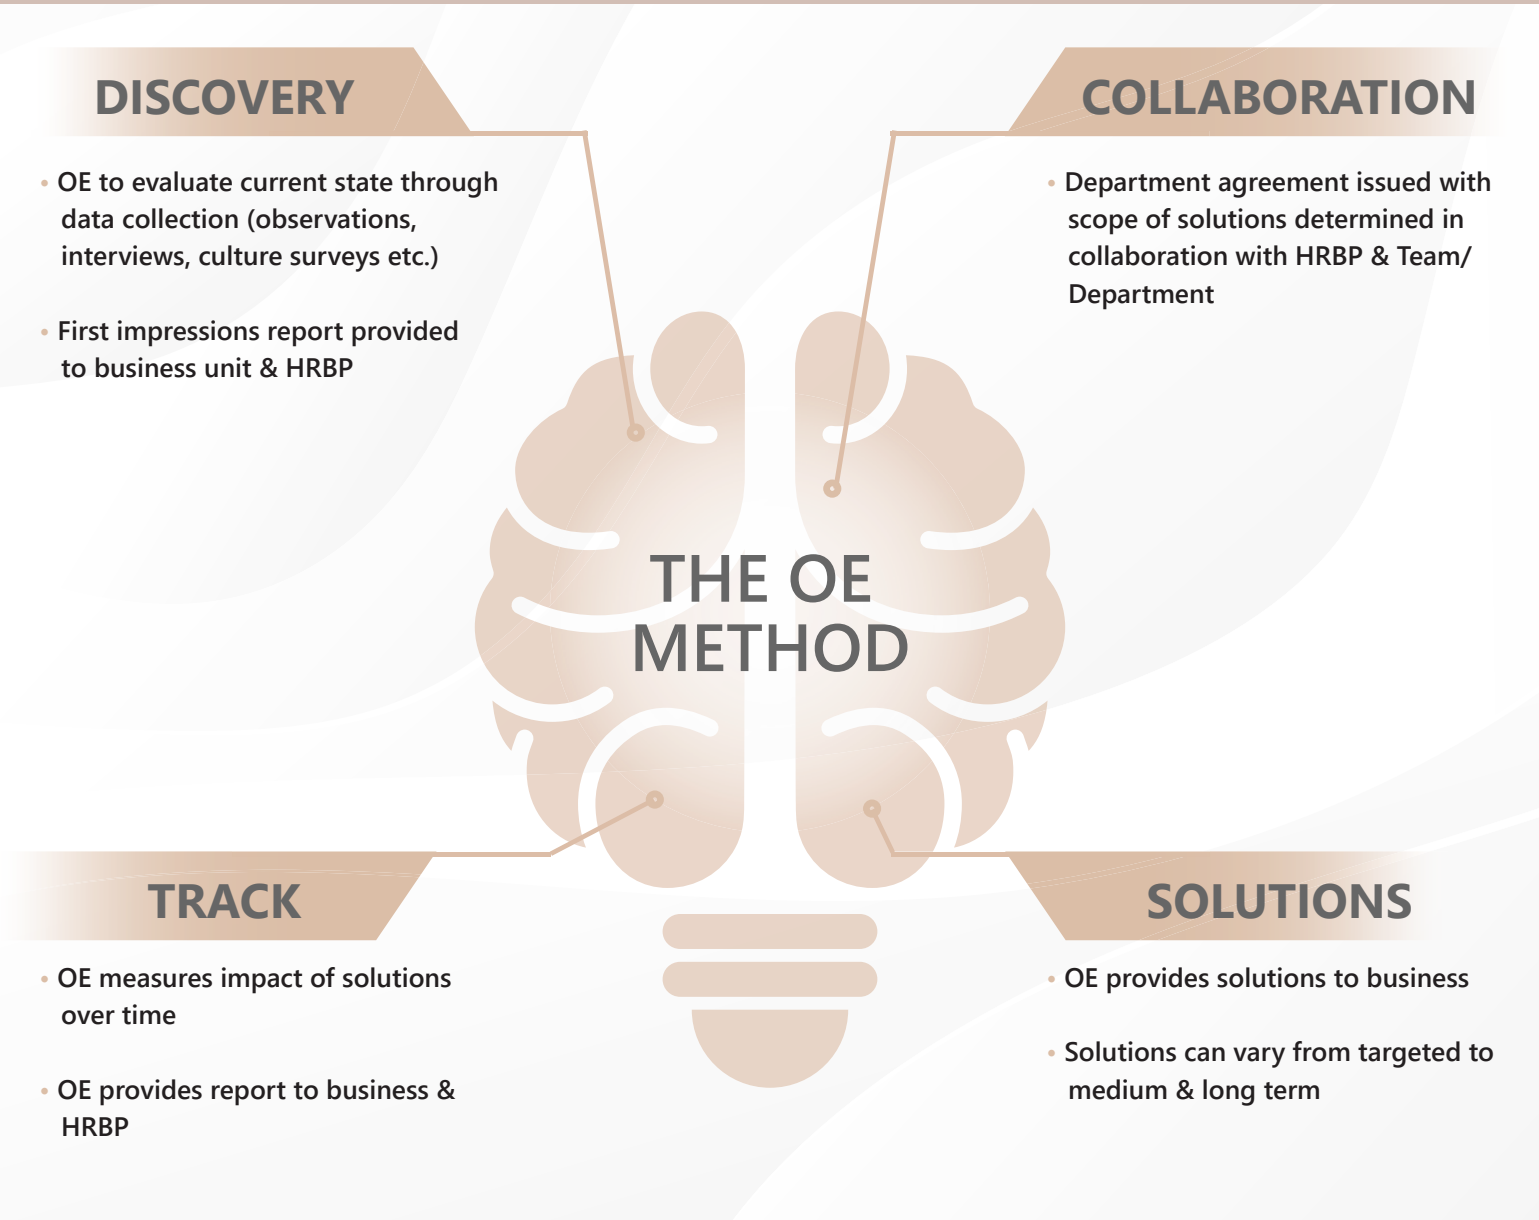 DISCOVERY
• OE to evaluate current state through
data collection (observations,
interviews, culture surveys etc.)
• First impressions report provided
to business unit & HRBP
COLLABORATION
• Department agreement issued with
scope of solutions determined in
collaboration with HRBP & Team/
Department
THE OE
METHOD
TRACK
• OE measures impact of solutions
over time
• OE provides report to business &
HRBP
SOLUTIONS
• OE provides solutions to business
• Solutions can vary from targeted to
medium & long term